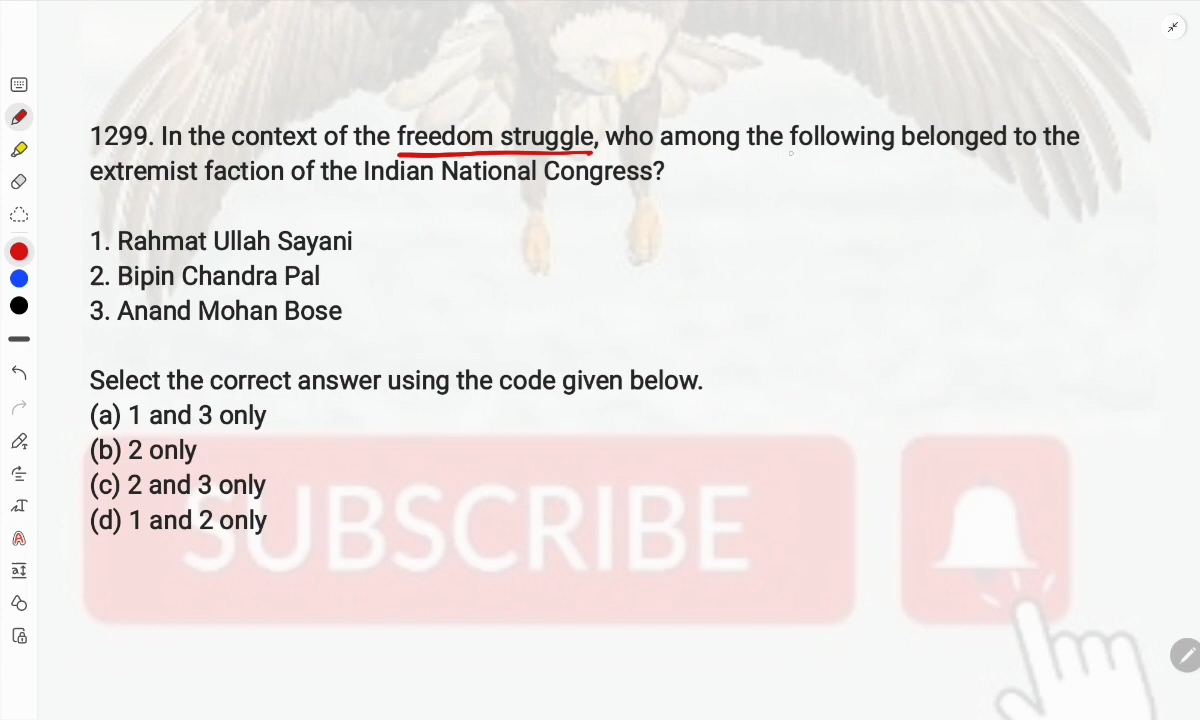 1299. In the context of the freedom struggle, who among the following belonged to the
extremist faction of the Indian National Congress?
1. Rahmat Ullah Sayani
2. Bipin Chandra Pal
3. Anand Mohan Bose
Select the correct answer using the code given below.
(a) 1 and 3 only
(b) 2 only
(c) 2 and 3 only
(d) 1 and 2 only
SUBSCRIBE